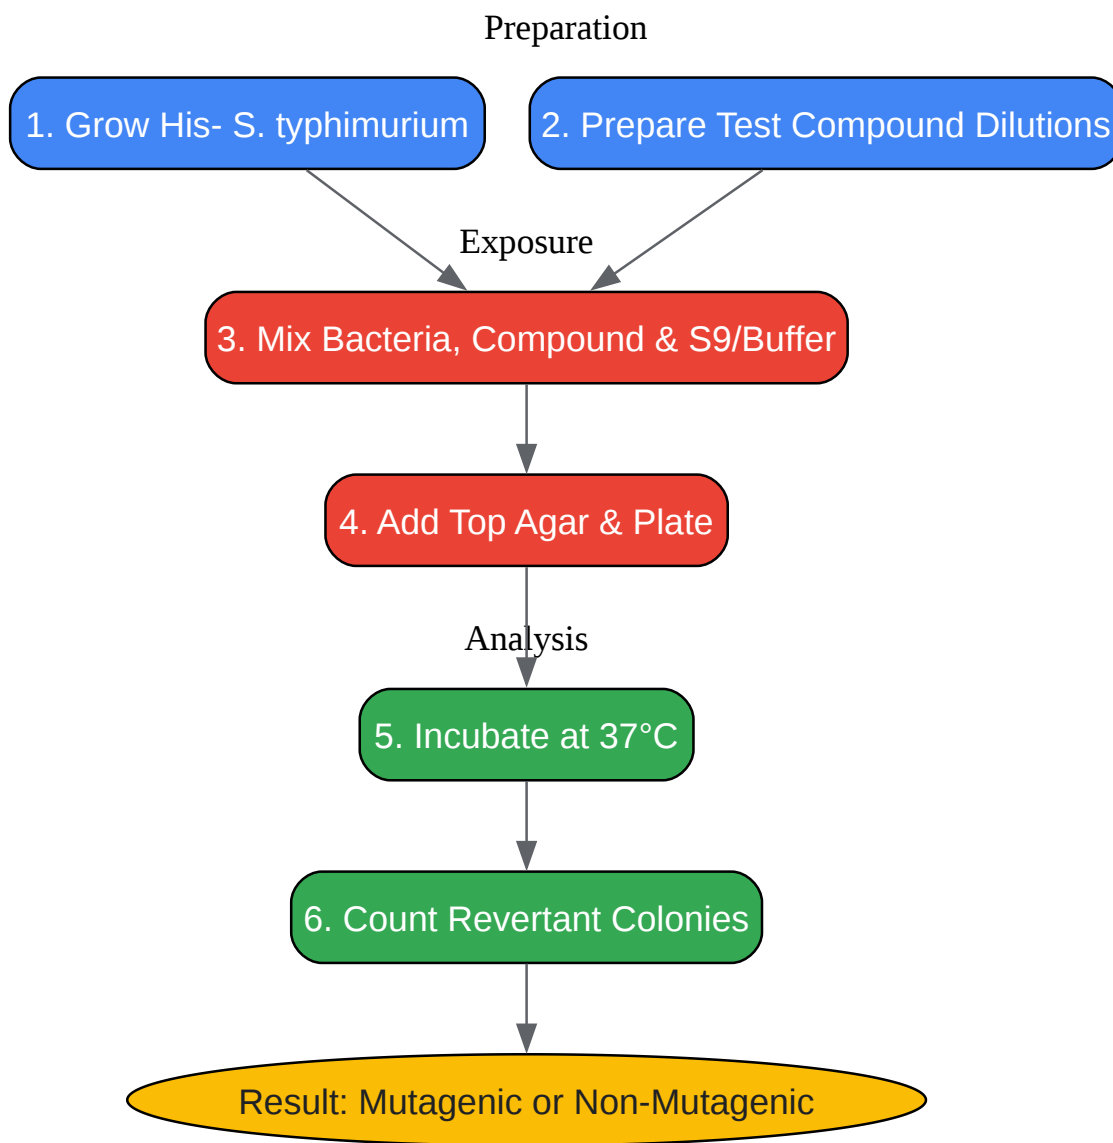 Preparation
1. Grow His- S. typhimurium
2. Prepare Test Compound Dilutions
Exposure
3. Mix Bacteria, Compound & S9/Buffer
4. Add Top Agar & Plate
Analysis
5. Incubate at 37°C
6. Count Revertant Colonies
Result: Mutagenic or Non-Mutagenic